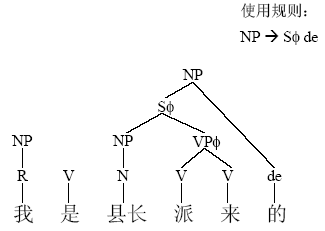 使用规则：
NP → Sφ de
NP
Sφ
NP NP VPφ
R V N V V de
我 是 县长 派 来 的